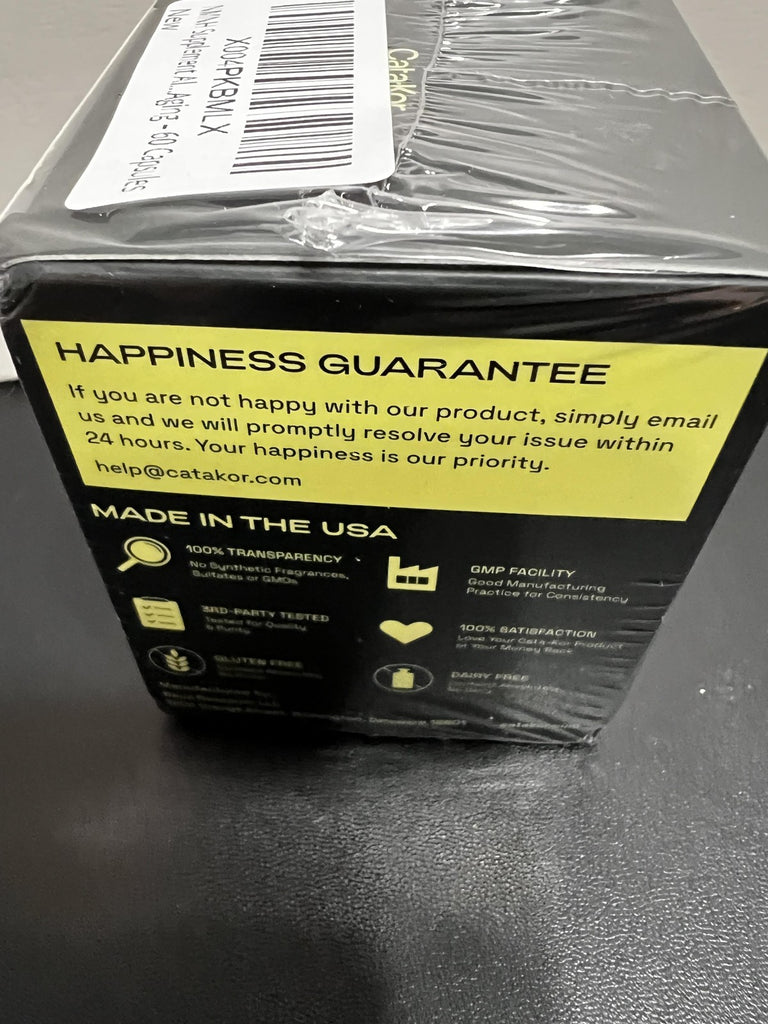 X004PKBMLX
Aging - 60 Capsules
New
CataKor
HAPPINESS GUARANTEE
If you are not happy with our product, simply email
us and we will promptly resolve your issue within
24 hours. Your happiness is our priority.
help@catakor.com
MADE IN THE USA
100% TRANSPARENCY
No Synthetic Fragrances,
Sulfates or GMOs
GMP FACILITY
Good Manufacturing
Practice for Consistency
3RD-PARTY TESTED
Tested for Quality
& Purity
100% SATISFACTION
Love Your Cata-Kor Product
or Your Money Back
GLUTEN FREE
DAIRY FREE